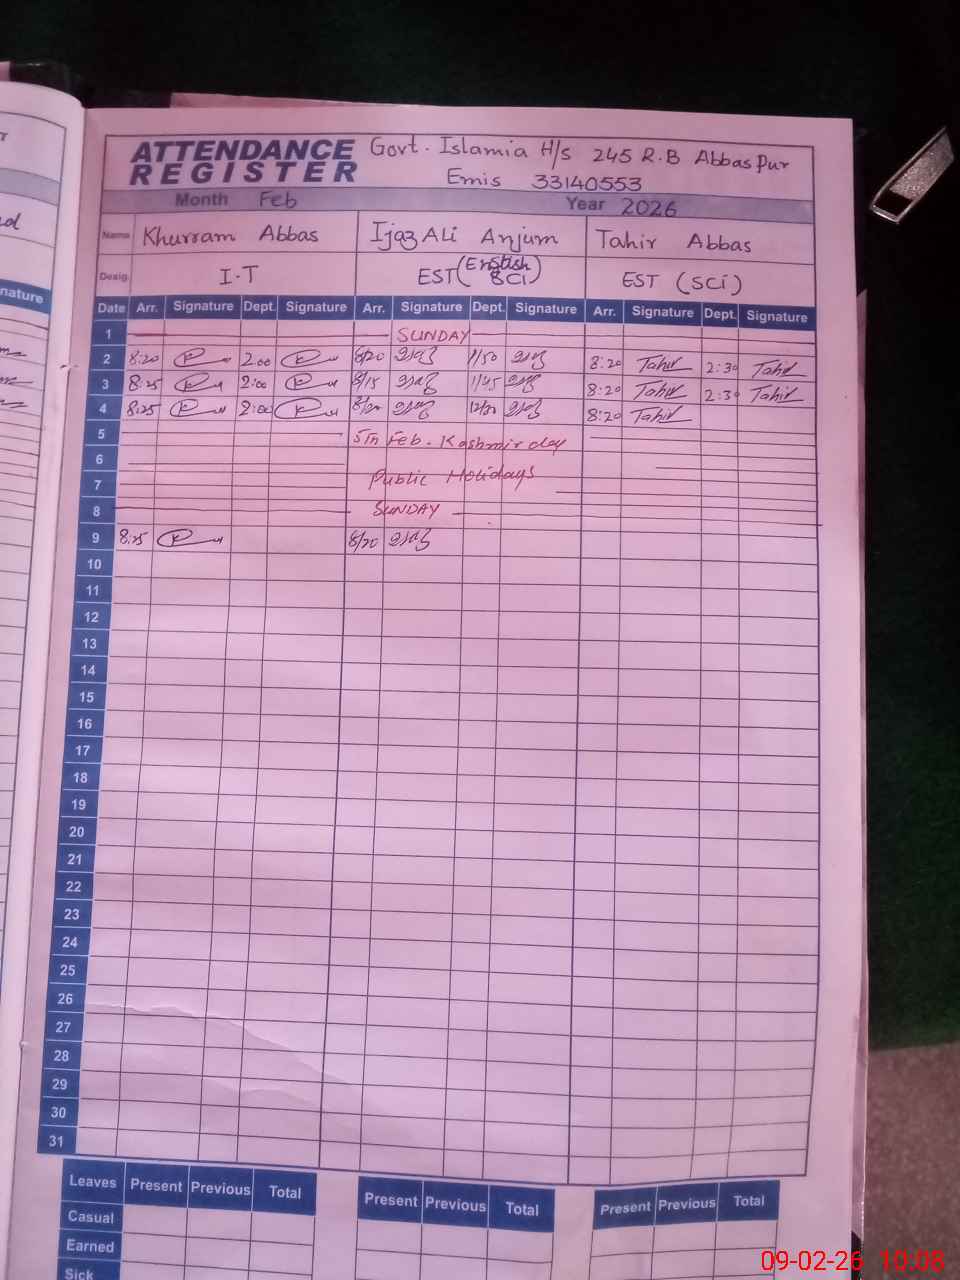 ATTENDANCE REGISTER
Govt. Islamia H/s 245 R.B Abbaspur
Emis 33140553
Month Feb Year 2026
Name Khurram Abbas Ijaz Ali Anjum Tahir Abbas
Desig. I.T EST (English SCi) EST (SCi)
Date Arr. Signature Dept. Signature Arr. Signature Dept. Signature Arr. Signature Dept. Signature
1 SUNDAY
2 8:20 2:00 8/20 1/50 8:20 Tahir 2:30 Tahir
3 8:25 2:00 8/15 1/45 8:20 Tahir 2:30 Tahir
4 8:25 2:00 8/20 12/30 8:20 Tahir
5 5th Feb. Kashmir day
6
7 Public Holidays
8 SUNDAY
9 8:25 8/20
10
11
12
13
14
15
16
17
18
19
20
21
22
23
24
25
26
27
28
29
30
31
Leaves Present Previous Total Present Previous Total Present Previous Total
Casual
Earned
Sick
09-02-26 10:08